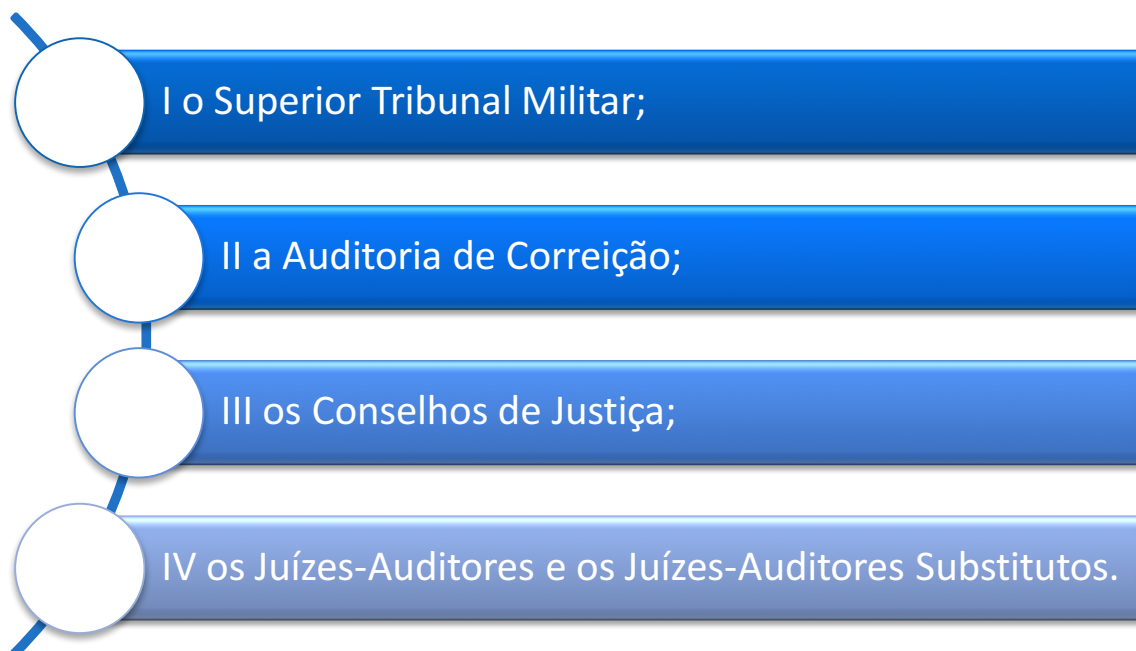 I o Superior Tribunal Militar;
II a Auditoria de Correição;
III os Conselhos de Justiça;
IV os Juízes-Auditores e os Juízes-Auditores Substitutos.